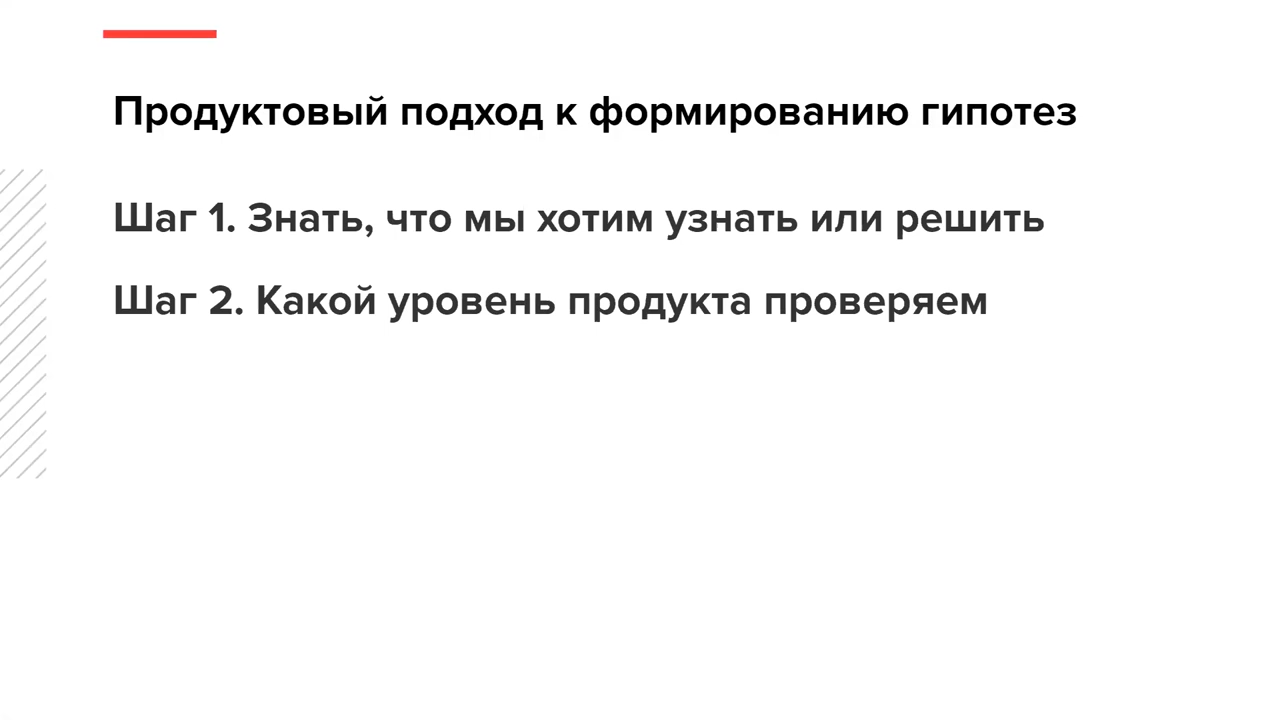 Продуктовый подход к формированию гипотез
Шаг 1. Знать, что мы хотим узнать или решить
Шаг 2. Какой уровень продукта проверяем